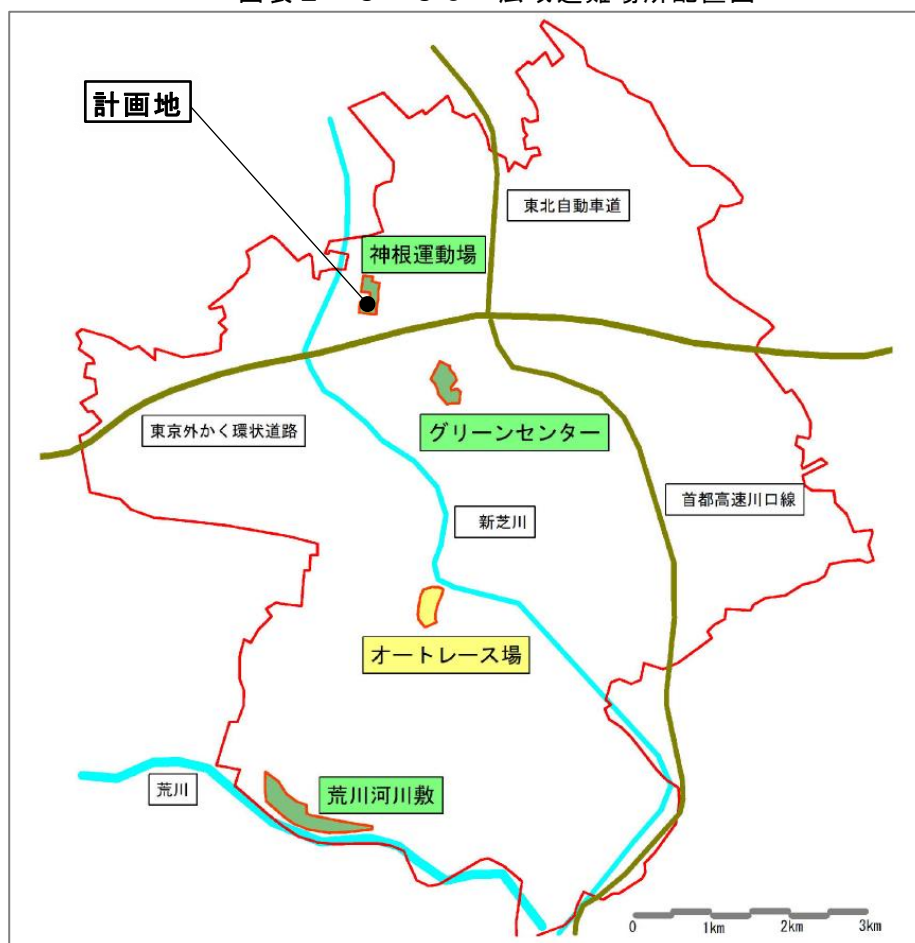 計画地
東北自動車道
神根運動場
東京外かく環状道路
グリーンセンター
首都高速川口線
新芝川
オートレース場
荒川
荒川河川敷
0 1km 2km 3km